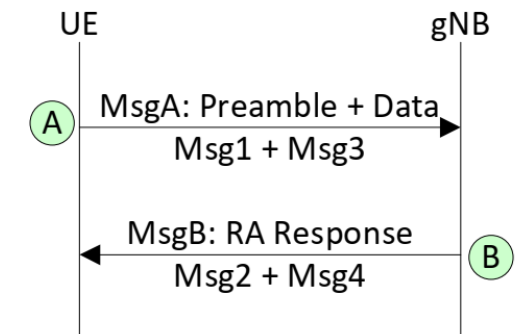 UE gNB
A MsgA: Preamble + Data
Msg1 + Msg3
MsgB: RA Response B
Msg2 + Msg4